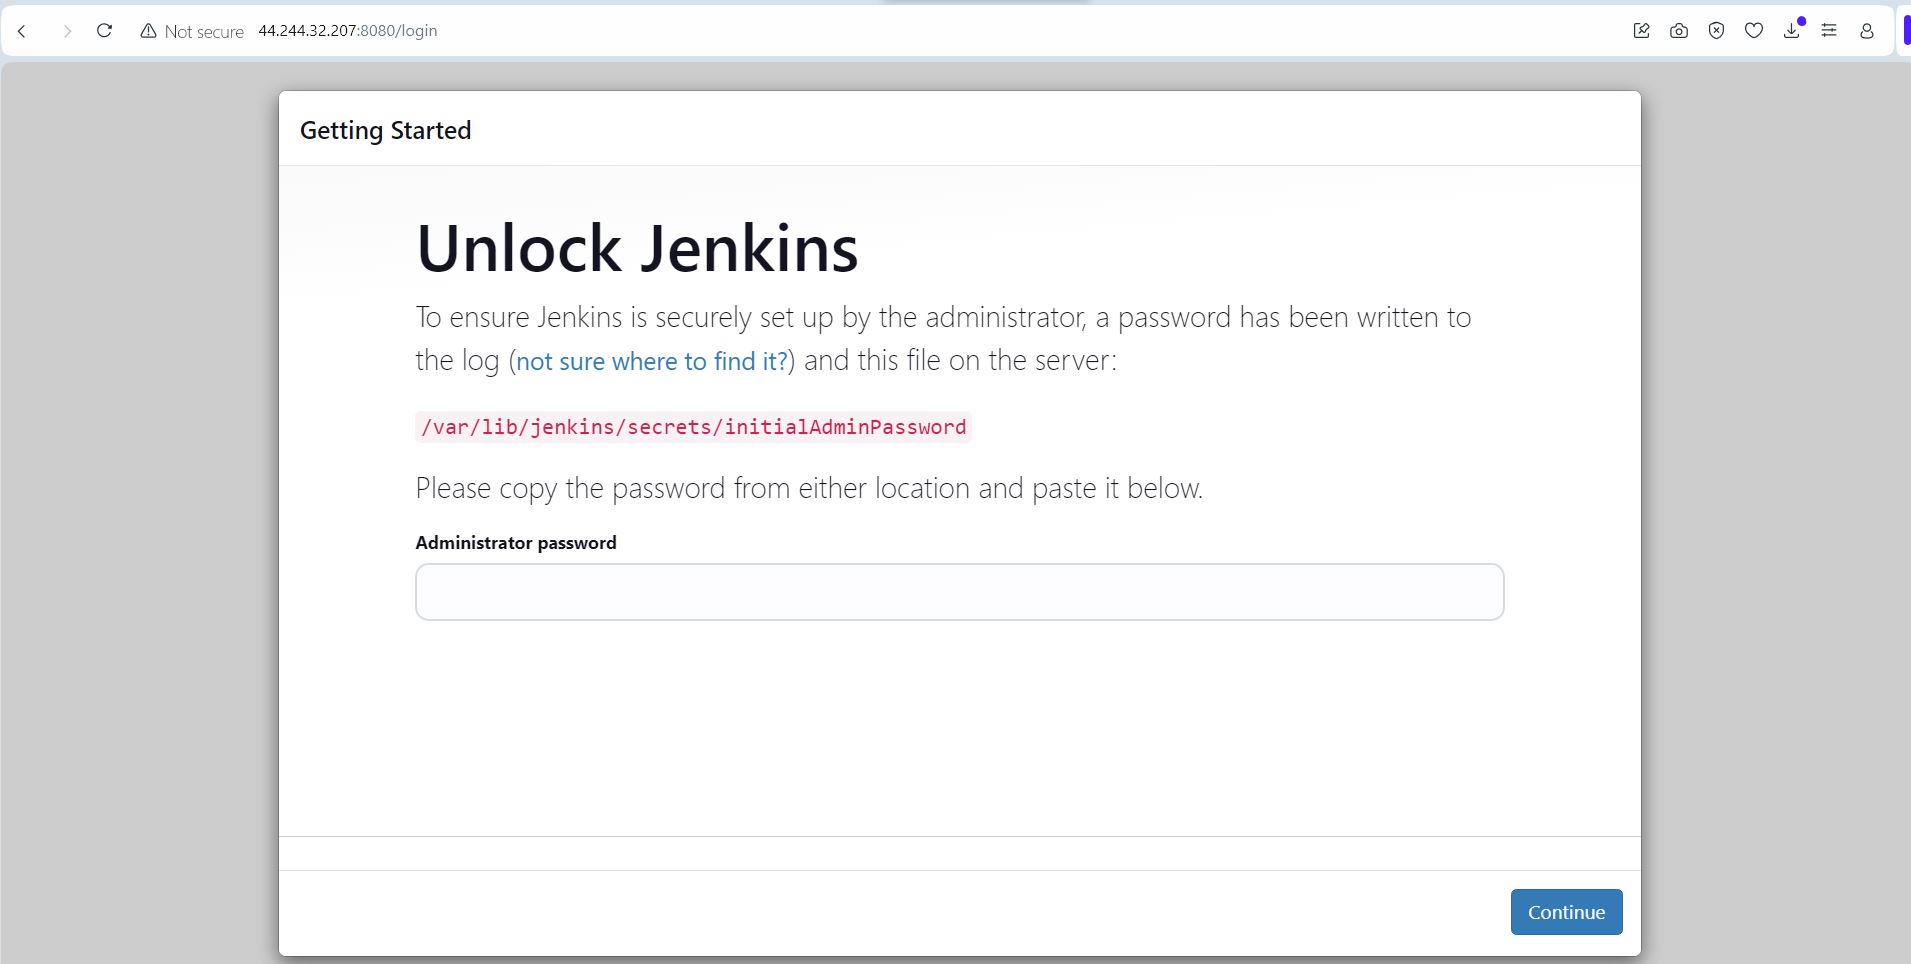 Not secure 44.244.32.207:8080/login
Getting Started
Unlock Jenkins
To ensure Jenkins is securely set up by the administrator, a password has been written to
the log (not sure where to find it?) and this file on the server:
/var/lib/jenkins/secrets/initialAdminPassword
Please copy the password from either location and paste it below.
Administrator password
Continue